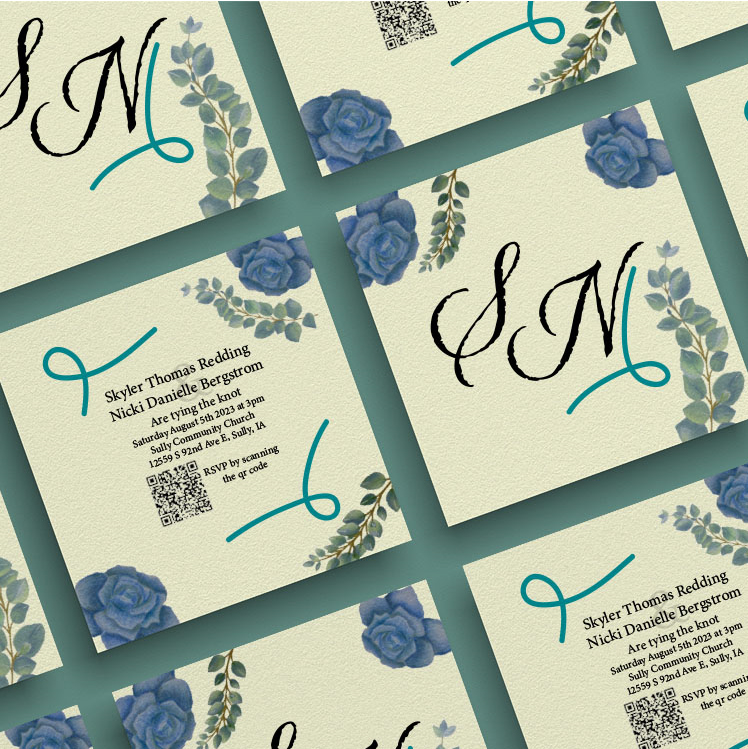 S N
the qr code
S N
Skyler Thomas Redding
&
Nicki Danielle Bergstrom
Are tying the knot
Saturday August 5th 2023 at 3pm
Sully Community Church
12559 S 92nd Ave E, Sully, IA
RSVP by scanning
the qr code
Skyler Thomas Redding
&
Nicki Danielle Bergstrom
Are tying the knot
Saturday August 5th 2023 at 3pm
Sully Community Church
12559 S 92nd Ave E, Sully, IA
RSVP by scannin
S N